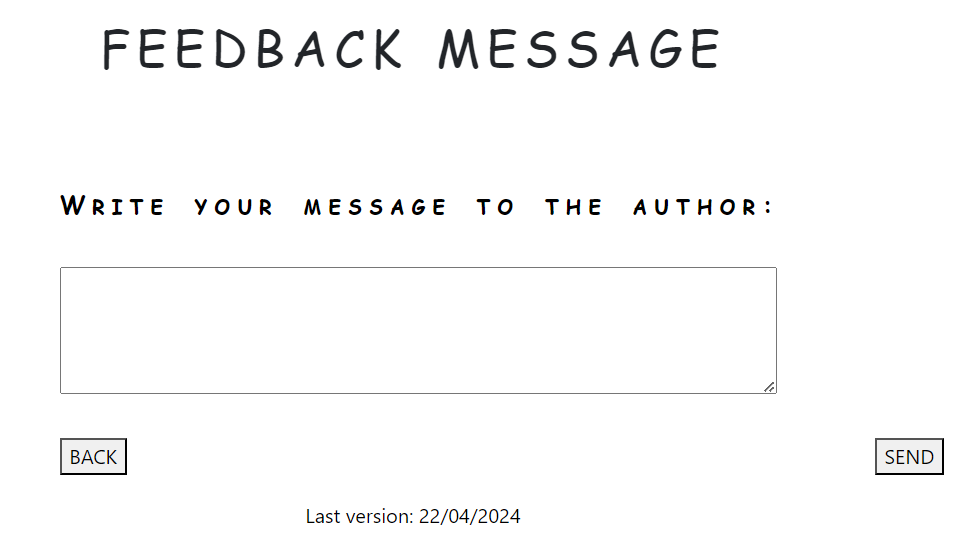 FEEDBACK MESSAGE
Write your message to the author:
BACK SEND
Last version: 22/04/2024